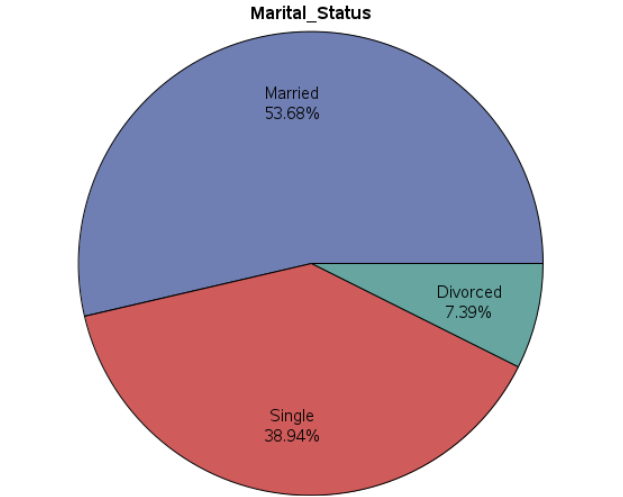 Marital_Status
Married
53.68%
Divorced
7.39%
Single
38.94%